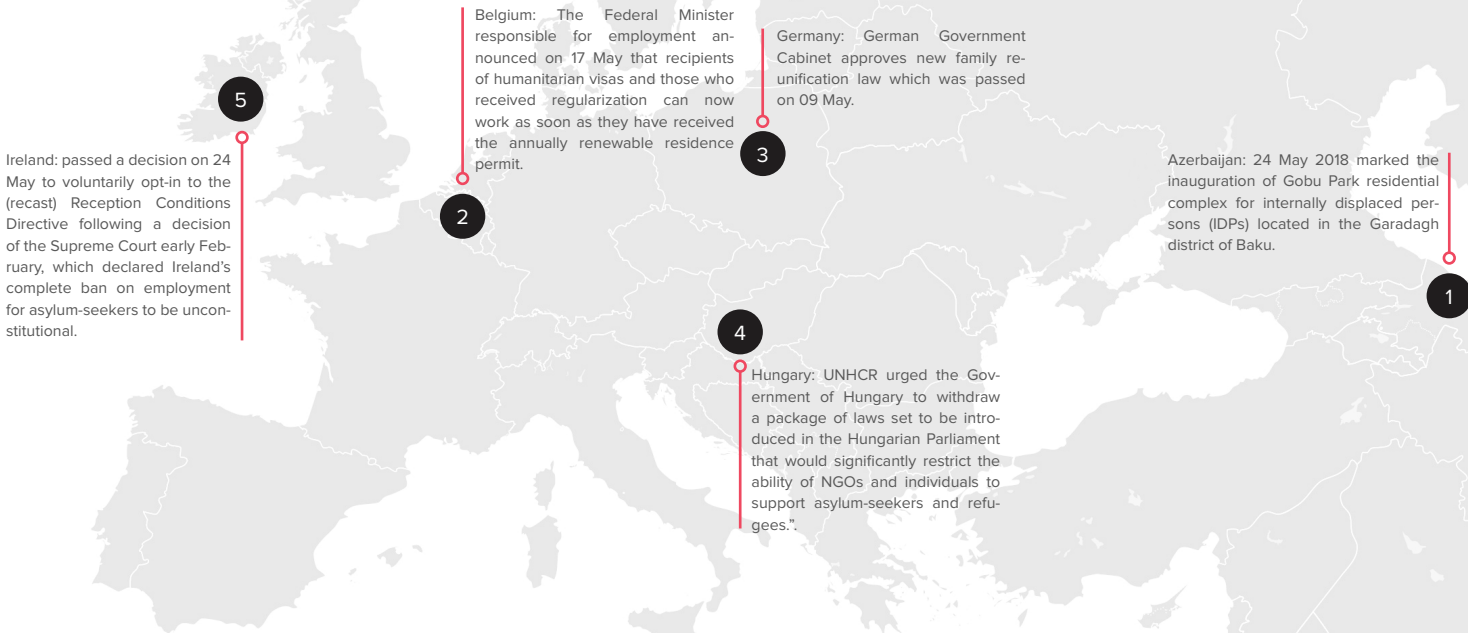 Belgium: The Federal Minister
responsible for employment an-
nounced on 17 May that recipients
of humanitarian visas and those who
received regularization can now
work as soon as they have received
the annually renewable residence
permit.
2
Germany: German Government
Cabinet approves new family re-
unification law which was passed
on 09 May.
3
5
Ireland: passed a decision on 24
May to voluntarily opt-in to the
(recast) Reception Conditions
Directive following a decision
of the Supreme Court early Feb-
ruary, which declared Ireland's
complete ban on employment
for asylum-seekers to be uncon-
stitutional.
Azerbaijan: 24 May 2018 marked the
inauguration of Gobu Park residential
complex for internally displaced per-
sons (IDPs) located in the Garadagh
district of Baku.
1
4
Hungary: UNHCR urged the Gov-
ernment of Hungary to withdraw
a package of laws set to be intro-
duced in the Hungarian Parliament
that would significantly restrict the
ability of NGOs and individuals to
support asylum-seekers and refu-
gees.”.